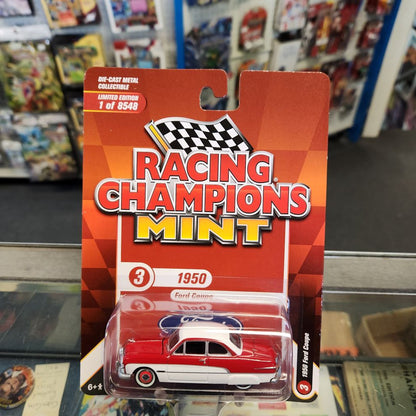 DIE-CAST METAL
COLLECTIBLE
LIMITED EDITION
1 of 8548
RACING
CHAMPIONS
MINT
3 1950
Ford Coupe
6+
3 1950 Ford Coupe